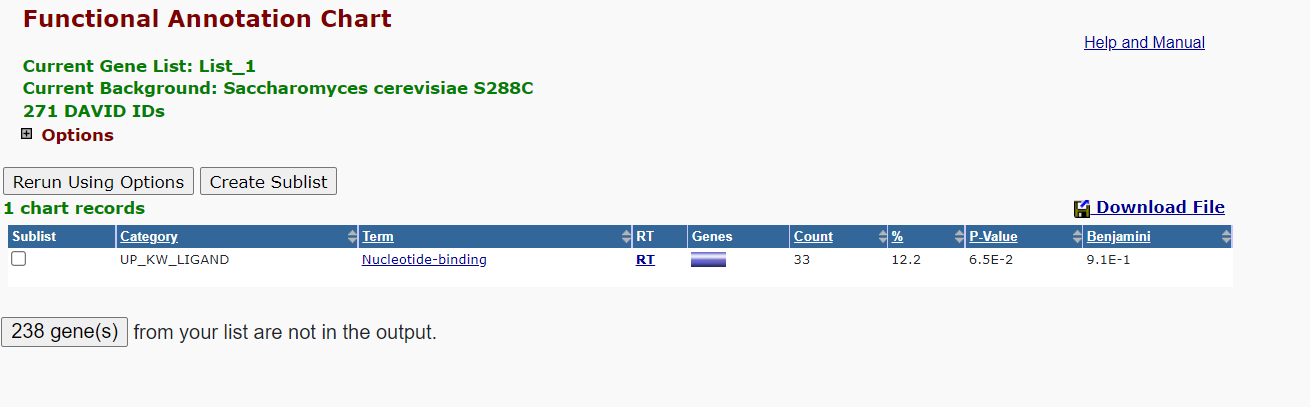 Functional Annotation Chart
Help and Manual
Current Gene List: List_1
Current Background: Saccharomyces cerevisiae S288C
271 DAVID IDs
Options
Rerun Using Options Create Sublist
1 chart records
Download File
Sublist Category Term RT Genes Count % P-Value Benjamini
UP_KW_LIGAND Nucleotide-binding RT 33 12.2 6.5E-2 9.1E-1
238 gene(s) from your list are not in the output.